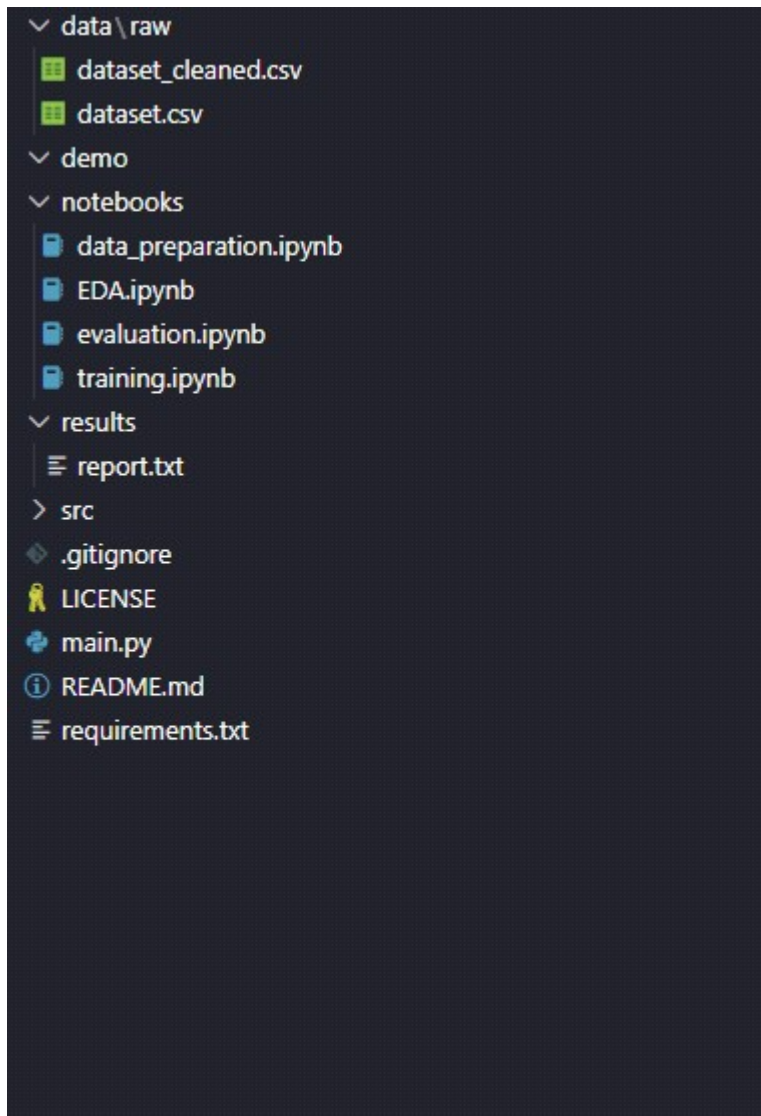 data\raw
dataset_cleaned.csv
dataset.csv
demo
notebooks
data_preparation.ipynb
EDA.ipynb
evaluation.ipynb
training.ipynb
results
report.txt
src
.gitignore
LICENSE
main.py
README.md
requirements.txt